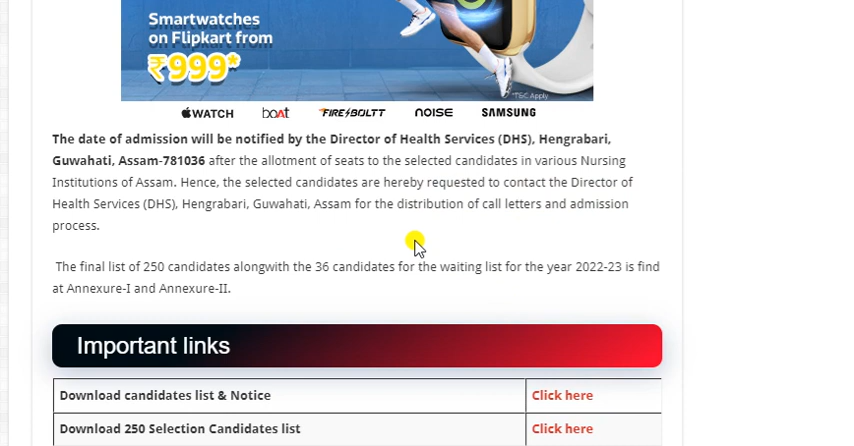 Smartwatches
on Flipkart from
₹999*
*T&C Apply
WATCH boAt FIRE-BOLTT NOISE SAMSUNG
The date of admission will be notified by the Director of Health Services (DHS), Hengrabari,
Guwahati, Assam-781036 after the allotment of seats to the selected candidates in various Nursing
Institutions of Assam. Hence, the selected candidates are hereby requested to contact the Director of
Health Services (DHS), Hengrabari, Guwahati, Assam for the distribution of call letters and admission
process.
The final list of 250 candidates alongwith the 36 candidates for the waiting list for the year 2022-23 is find
at Annexure-I and Annexure-II.
Important links
Download candidates list & Notice Click here
Download 250 Selection Candidates list Click here